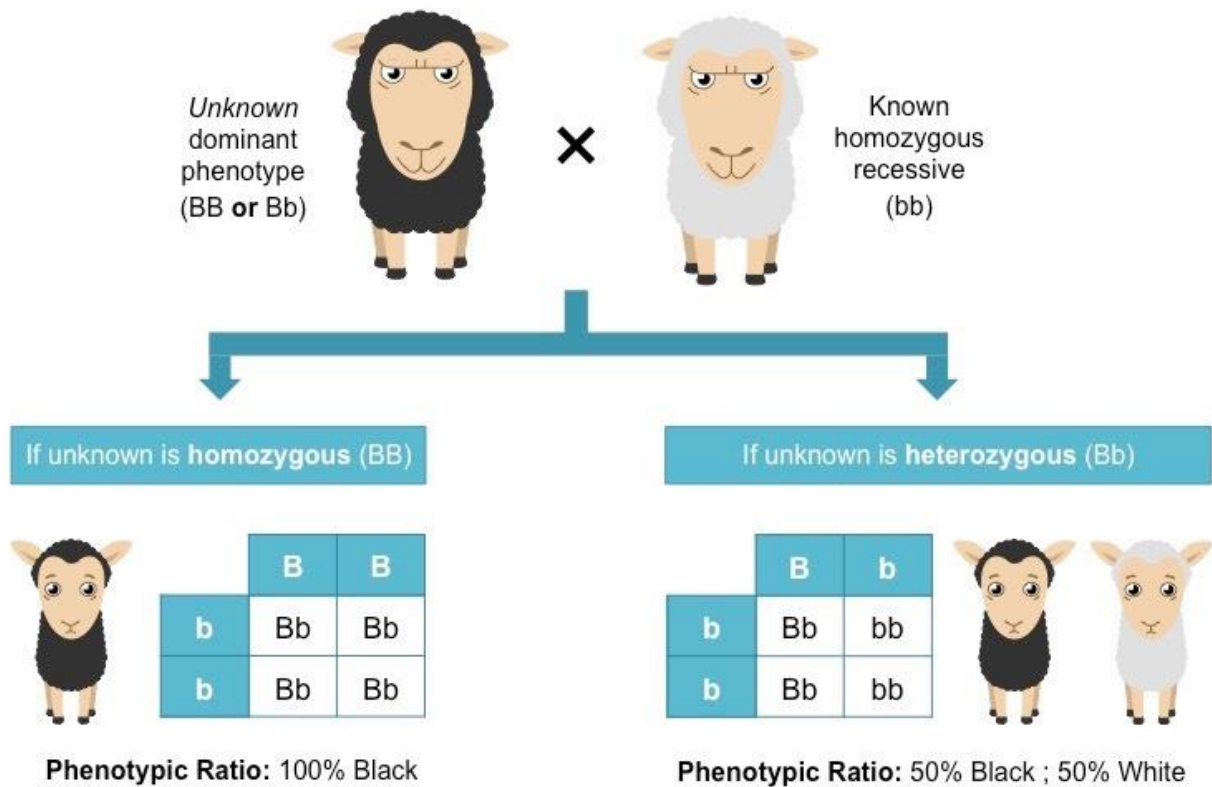 Unknown
dominant
phenotype
(BB or Bb)
×
Known
homozygous
recessive
(bb)
If unknown is homozygous (BB)
If unknown is heterozygous (Bb)
B B
b Bb Bb
b Bb Bb
B b
b Bb bb
b Bb bb
Phenotypic Ratio: 100% Black
Phenotypic Ratio: 50% Black ; 50% White